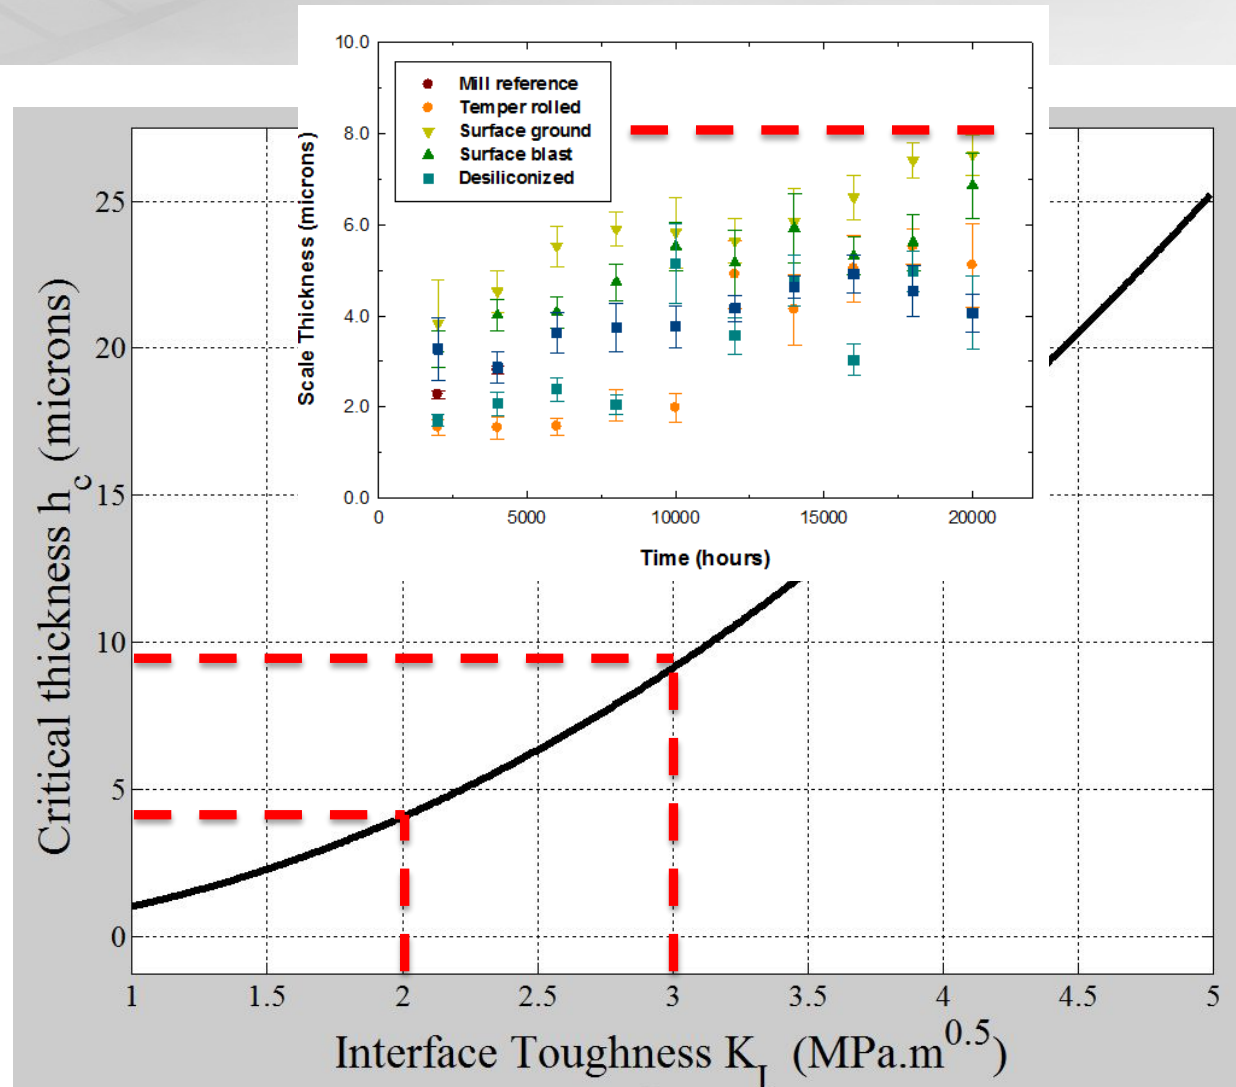 10.0
8.0
6.0
4.0
2.0
0.0
Scale Thickness (microns)
Mill reference
Temper rolled
Surface ground
Surface blast
Desiliconized
0 5000 10000 15000 20000
Time (hours)
25
20
15
10
5
0
Critical thickness hc (microns)
1 1.5 2 2.5 3 3.5 4 4.5 5
Interface Toughness KI (MPa.m0.5)